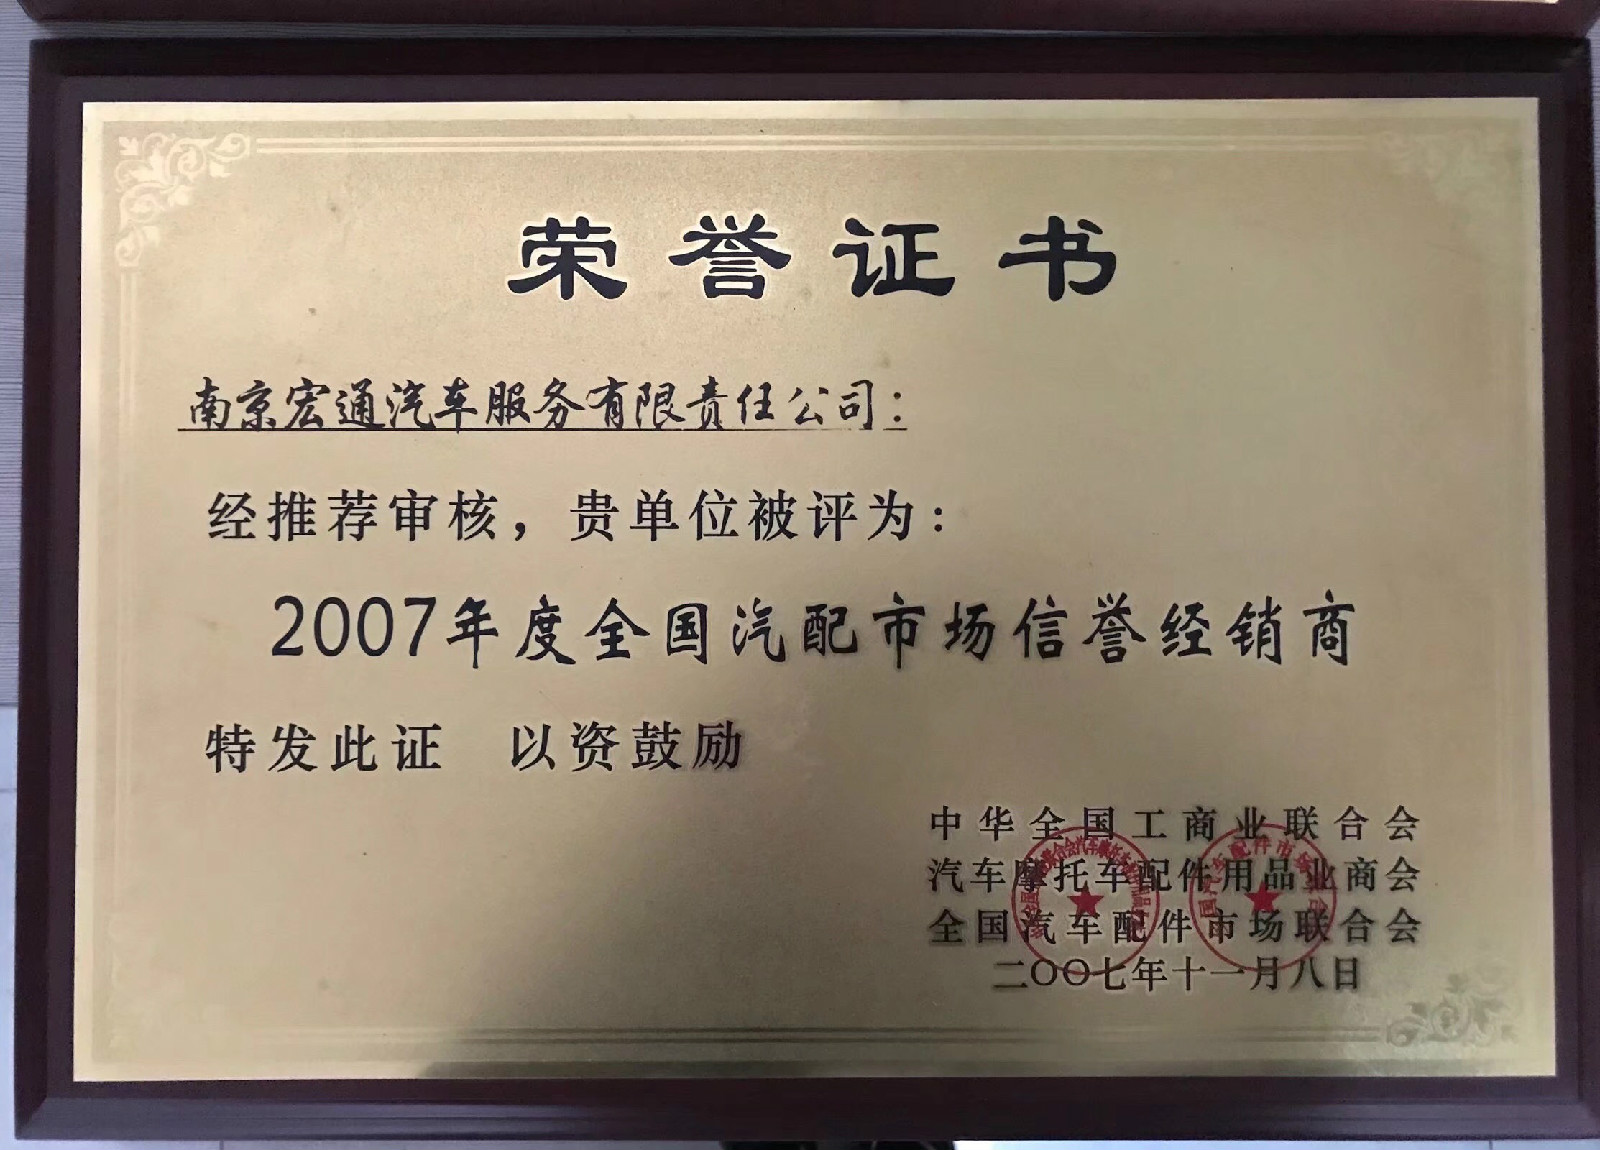 荣誉证书
南京宏通汽车服务有限责任公司:
经推荐审核，贵单位被评为:
2007年度全国汽配市场信誉经销商
特发此证 以资鼓励
中华全国工商业联合会
汽车摩托车配件用品业商会
全国汽车配件市场联合会
二〇〇七年十一月八日